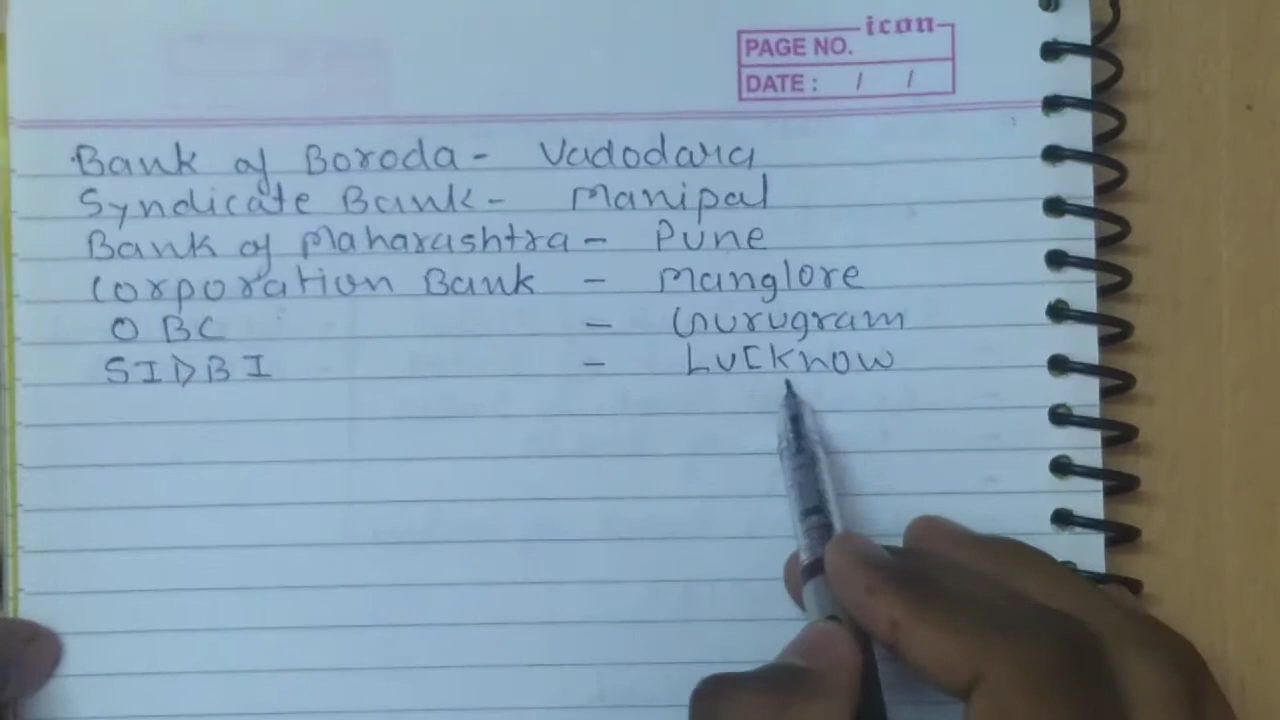 icon
PAGE NO.
DATE : / /
Bank of Boroda - Vadodara
Syndicate Bank - Manipal
Bank of Maharashtra - Pune
Corporation Bank - Manglore
OBC - Gurugram
SIDBI - Lucknow